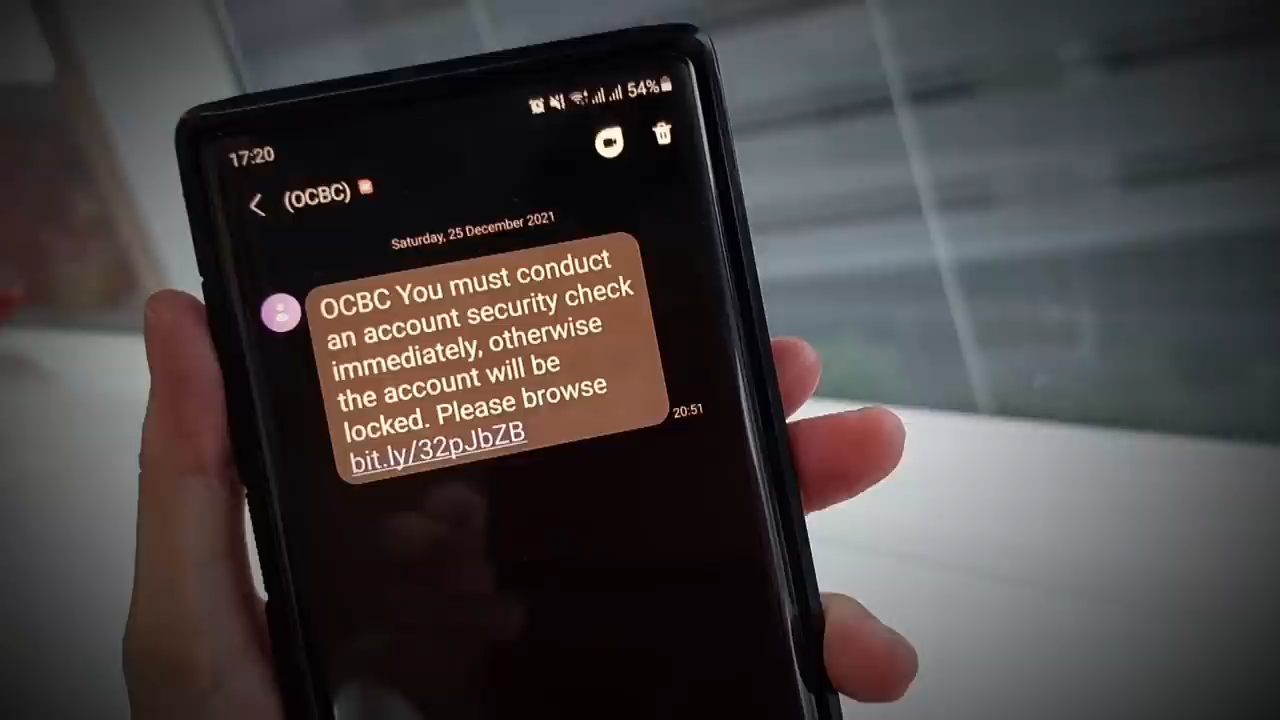 54%
17:20
(OCBC)
Saturday, 25 December 2021
OCBC You must conduct
an account security check
immediately, otherwise
the account will be
locked. Please browse
bit.ly/32pJbZB
20:51